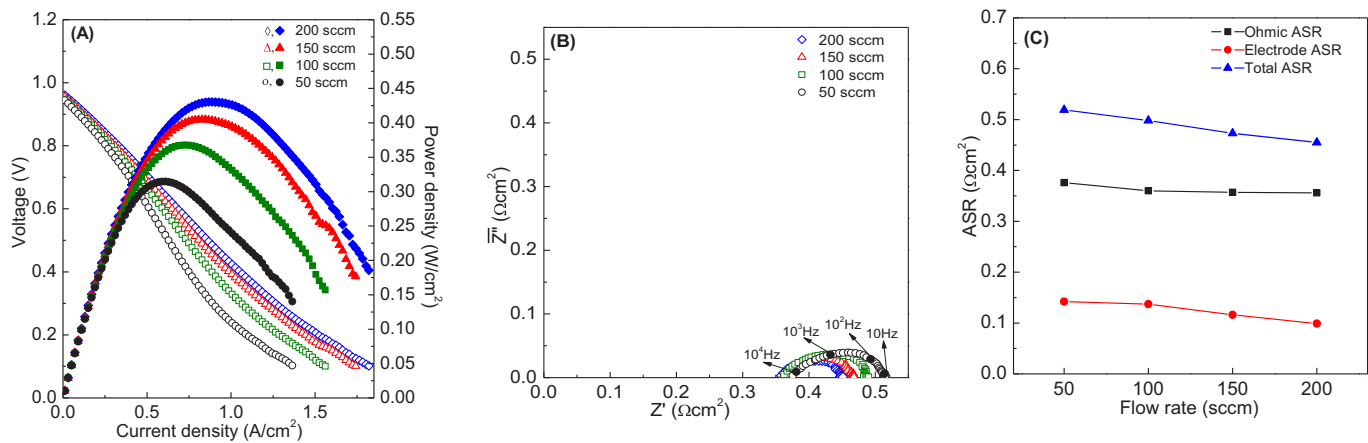 (A)
◊,◆ 200 sccm
△,▲ 150 sccm
□,■ 100 sccm
○,● 50 sccm
Voltage (V)
1.2
1.0
0.8
0.6
0.4
0.2
0.0
0.0 0.5 1.0 1.5
Current density (A/cm²)
0.55
0.50
0.45
0.40
0.35
0.30
0.25
0.20
0.15
0.10
0.05
0.00
Power density (W/cm²)
(B)
◊ 200 sccm
△ 150 sccm
□ 100 sccm
○ 50 sccm
Z̅" (Ωcm²)
0.5
0.4
0.3
0.2
0.1
0.0
10⁴Hz
10³Hz
10²Hz
10Hz
0.0 0.1 0.2 0.3 0.4 0.5
Z' (Ωcm²)
(C)
■ Ohmic ASR
● Electrode ASR
▲ Total ASR
ASR (Ωcm²)
0.7
0.6
0.5
0.4
0.3
0.2
0.1
0.0
50 100 150 200
Flow rate (sccm)